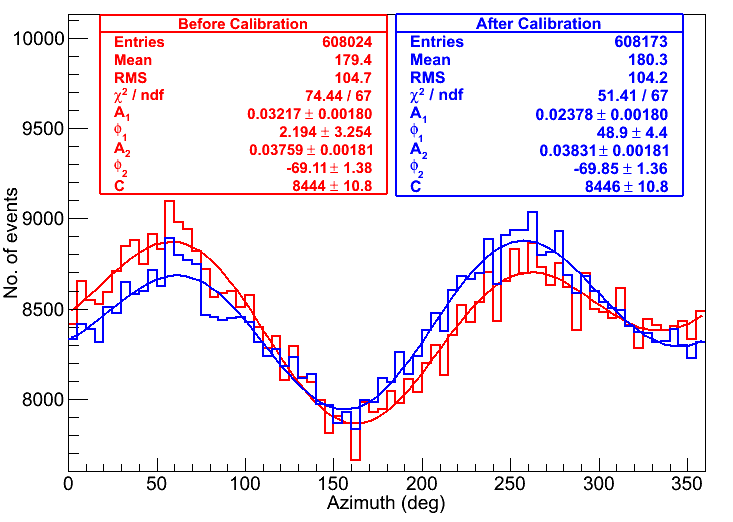 Before Calibration
Entries 608024
Mean 179.4
RMS 104.7
χ² / ndf 74.44 / 67
A₁ 0.03217 ± 0.00180
ϕ₁ 2.194 ± 3.254
A₂ 0.03759 ± 0.00181
ϕ₂ -69.11 ± 1.38
C 8444 ± 10.8
After Calibration
Entries 608173
Mean 180.3
RMS 104.2
χ² / ndf 51.41 / 67
A₁ 0.02378 ± 0.00180
ϕ₁ 48.9 ± 4.4
A₂ 0.03831 ± 0.00181
ϕ₂ -69.85 ± 1.36
C 8446 ± 10.8
No. of events
10000
9500
9000
8500
8000
0 50 100 150 200 250 300 350
Azimuth (deg)